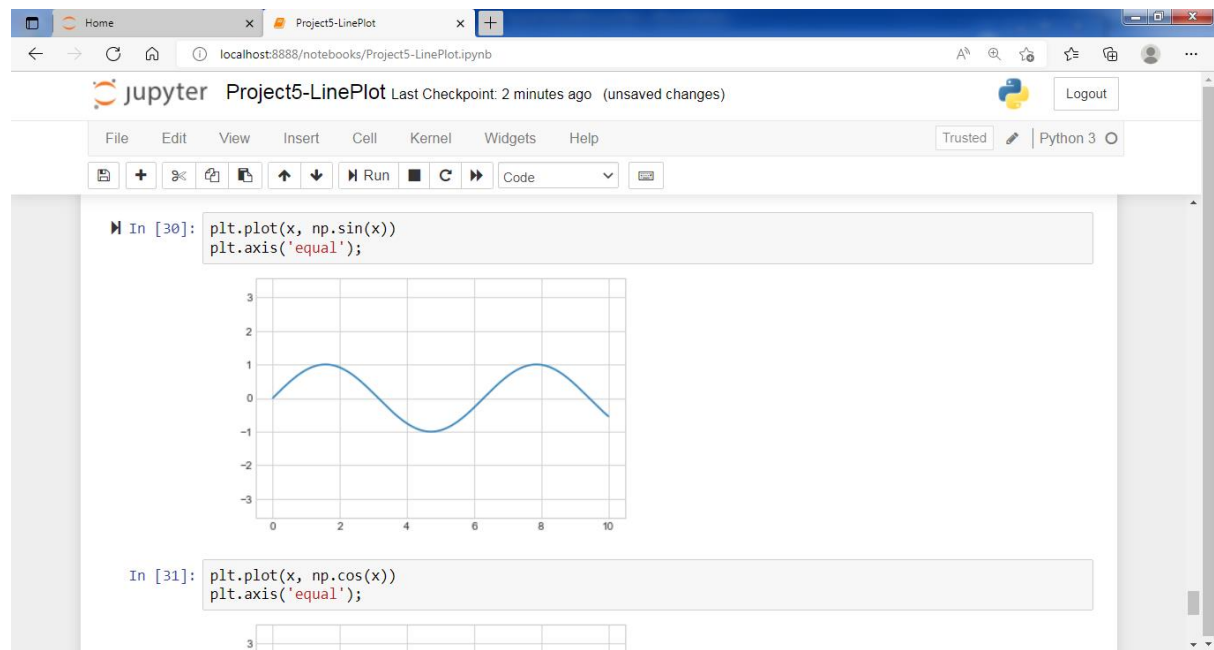 Home
Project5-LinePlot
localhost:8888/notebooks/Project5-LinePlot.ipynb
jupyter Project5-LinePlot Last Checkpoint: 2 minutes ago (unsaved changes)
Logout
File Edit View Insert Cell Kernel Widgets Help
Trusted Python 3
Run Code
In [30]: plt.plot(x, np.sin(x))
plt.axis('equal');
3
2
1
0
−1
−2
−3
0 2 4 6 8 10
In [31]: plt.plot(x, np.cos(x))
plt.axis('equal');
3